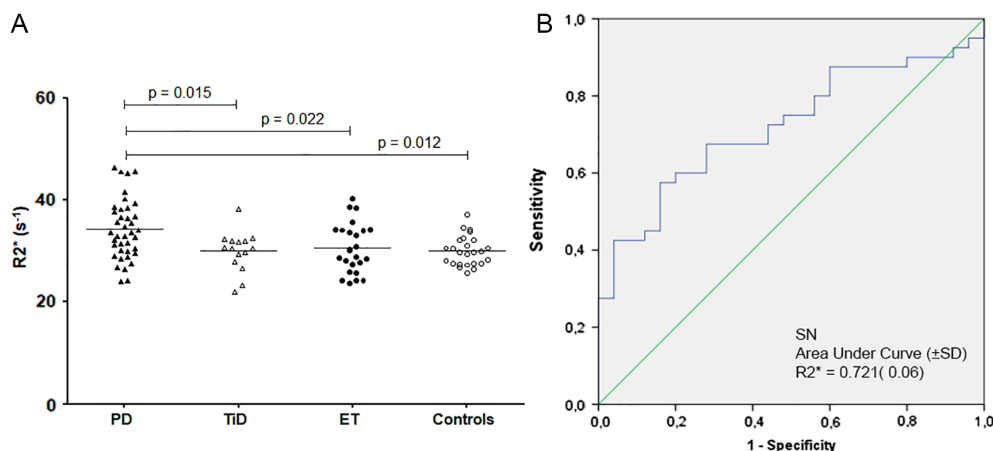 A
60
40
20
0
R2* (s-1)
p = 0.015
p = 0.022
p = 0.012
PD
TiD
ET
Controls
B
1,0
0,8
0,6
0,4
0,2
0,0
Sensitivity
SN
Area Under Curve (±SD)
R2* = 0.721( 0.06)
0,0
0,2
0,4
0,6
0,8
1,0
1 - Specificity